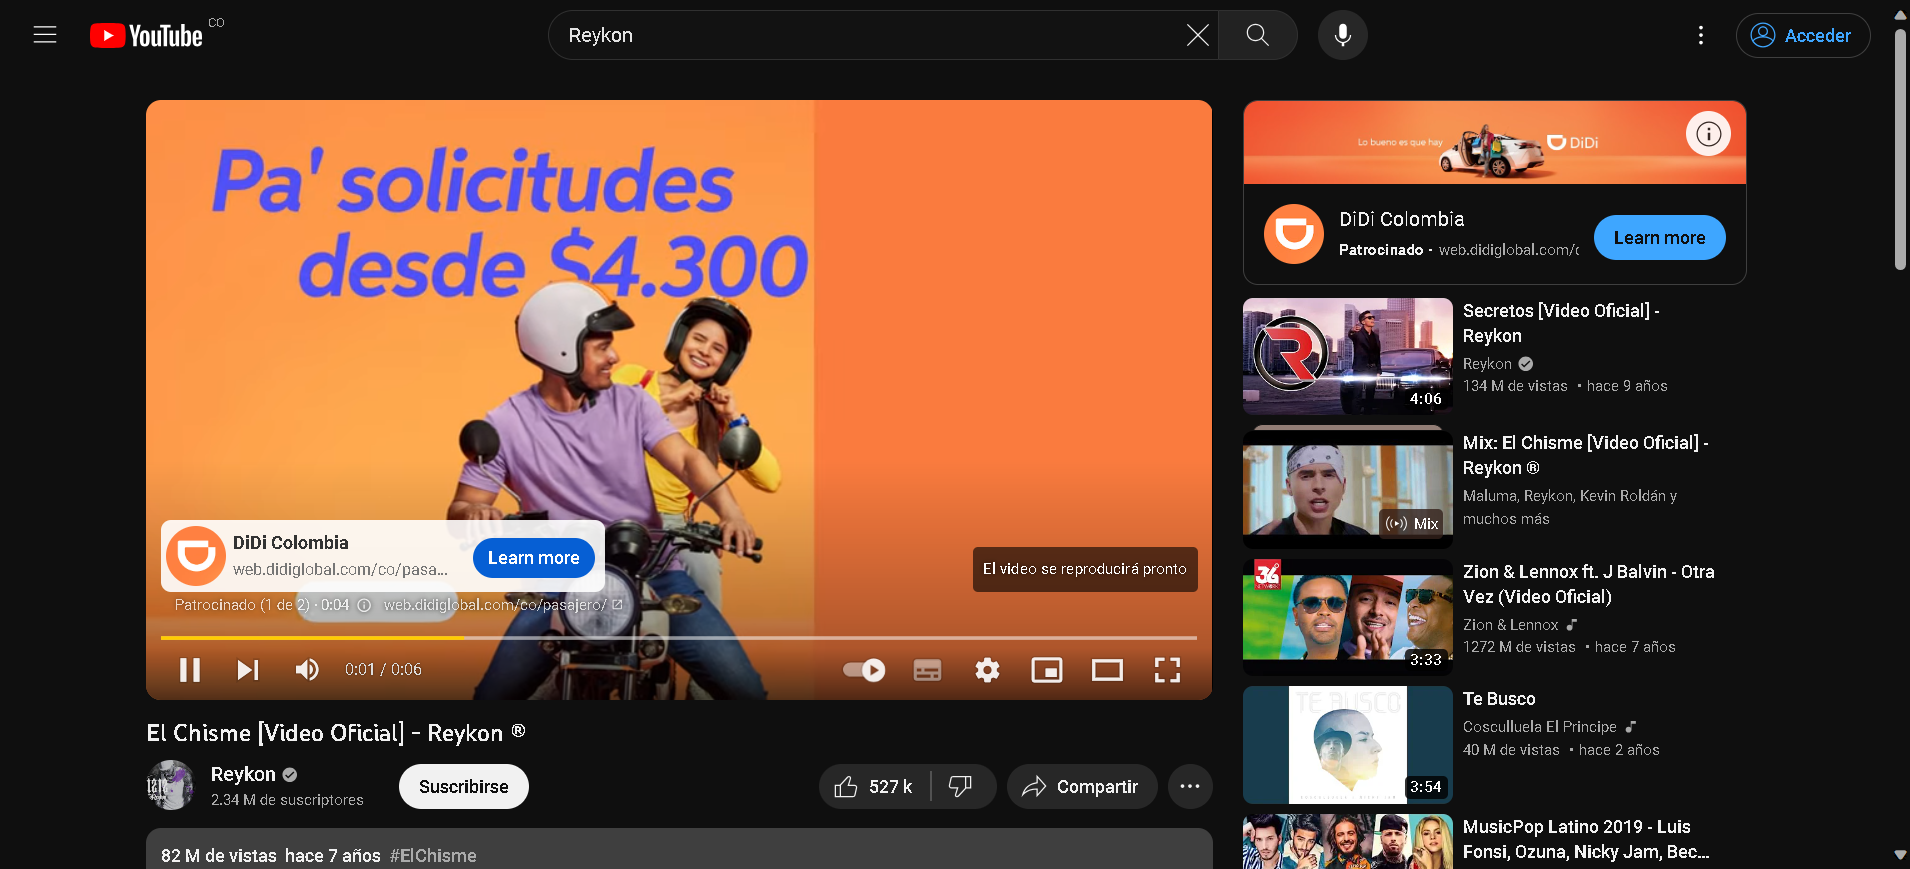 YouTube CO
Reykon
Acceder
Pa' solicitudes
desde $4.300
DiDi Colombia
web.didiglobal.com/co/pasa...
Learn more
El video se reproducirá pronto
Patrocinado (1 de 2) · 0:04 web.didiglobal.com/co/pasajero/
0:01 / 0:06
El Chisme [Video Oficial] - Reykon ®
Reykon
2.34 M de suscriptores
Suscribirse
527 k
Compartir
82 M de vistas hace 7 años #ElChisme
Lo bueno es que hay
DiDi
DiDi Colombia
Patrocinado · web.didiglobal.com/c
Learn more
Secretos [Video Oficial] -
Reykon
Reykon
134 M de vistas • hace 9 años
4:06
Mix: El Chisme [Video Oficial] -
Reykon ®
Maluma, Reykon, Kevin Roldán y
muchos más
Mix
Zion & Lennox ft. J Balvin - Otra
Vez (Video Oficial)
Zion & Lennox
1272 M de vistas • hace 7 años
3:33
TE BUSCO
Te Busco
Cosculluela El Principe
40 M de vistas • hace 2 años
3:54
MusicPop Latino 2019 - Luis
Fonsi, Ozuna, Nicky Jam, Bec...